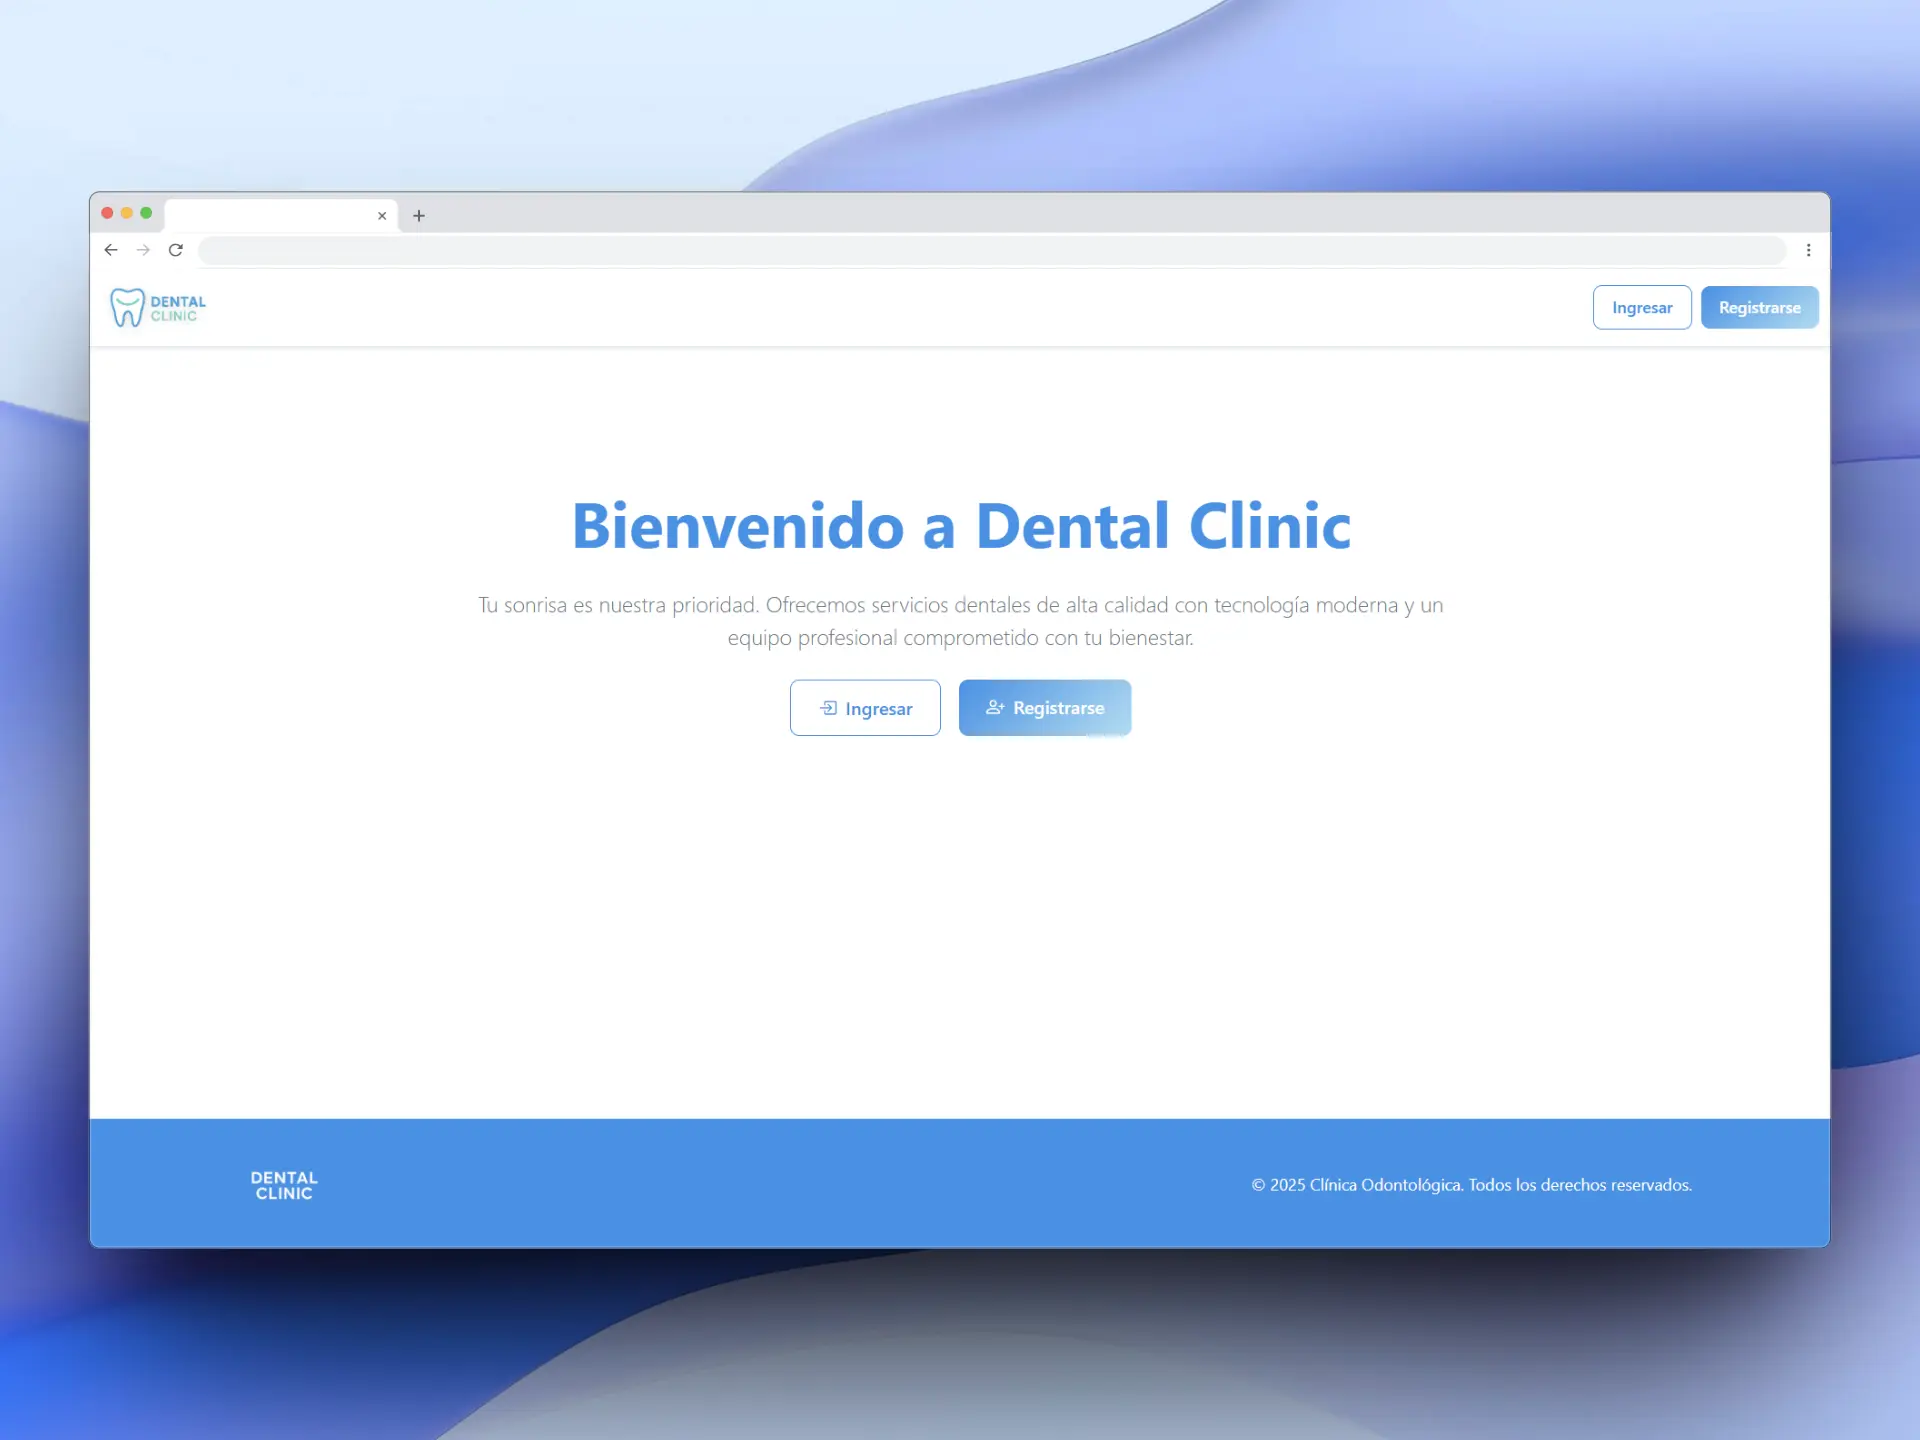 DENTAL
CLINIC
Ingresar
Registrarse
Bienvenido a Dental Clinic
Tu sonrisa es nuestra prioridad. Ofrecemos servicios dentales de alta calidad con tecnología moderna y un
equipo profesional comprometido con tu bienestar.
Ingresar
Registrarse
DENTAL
CLINIC
© 2025 Clínica Odontológica. Todos los derechos reservados.